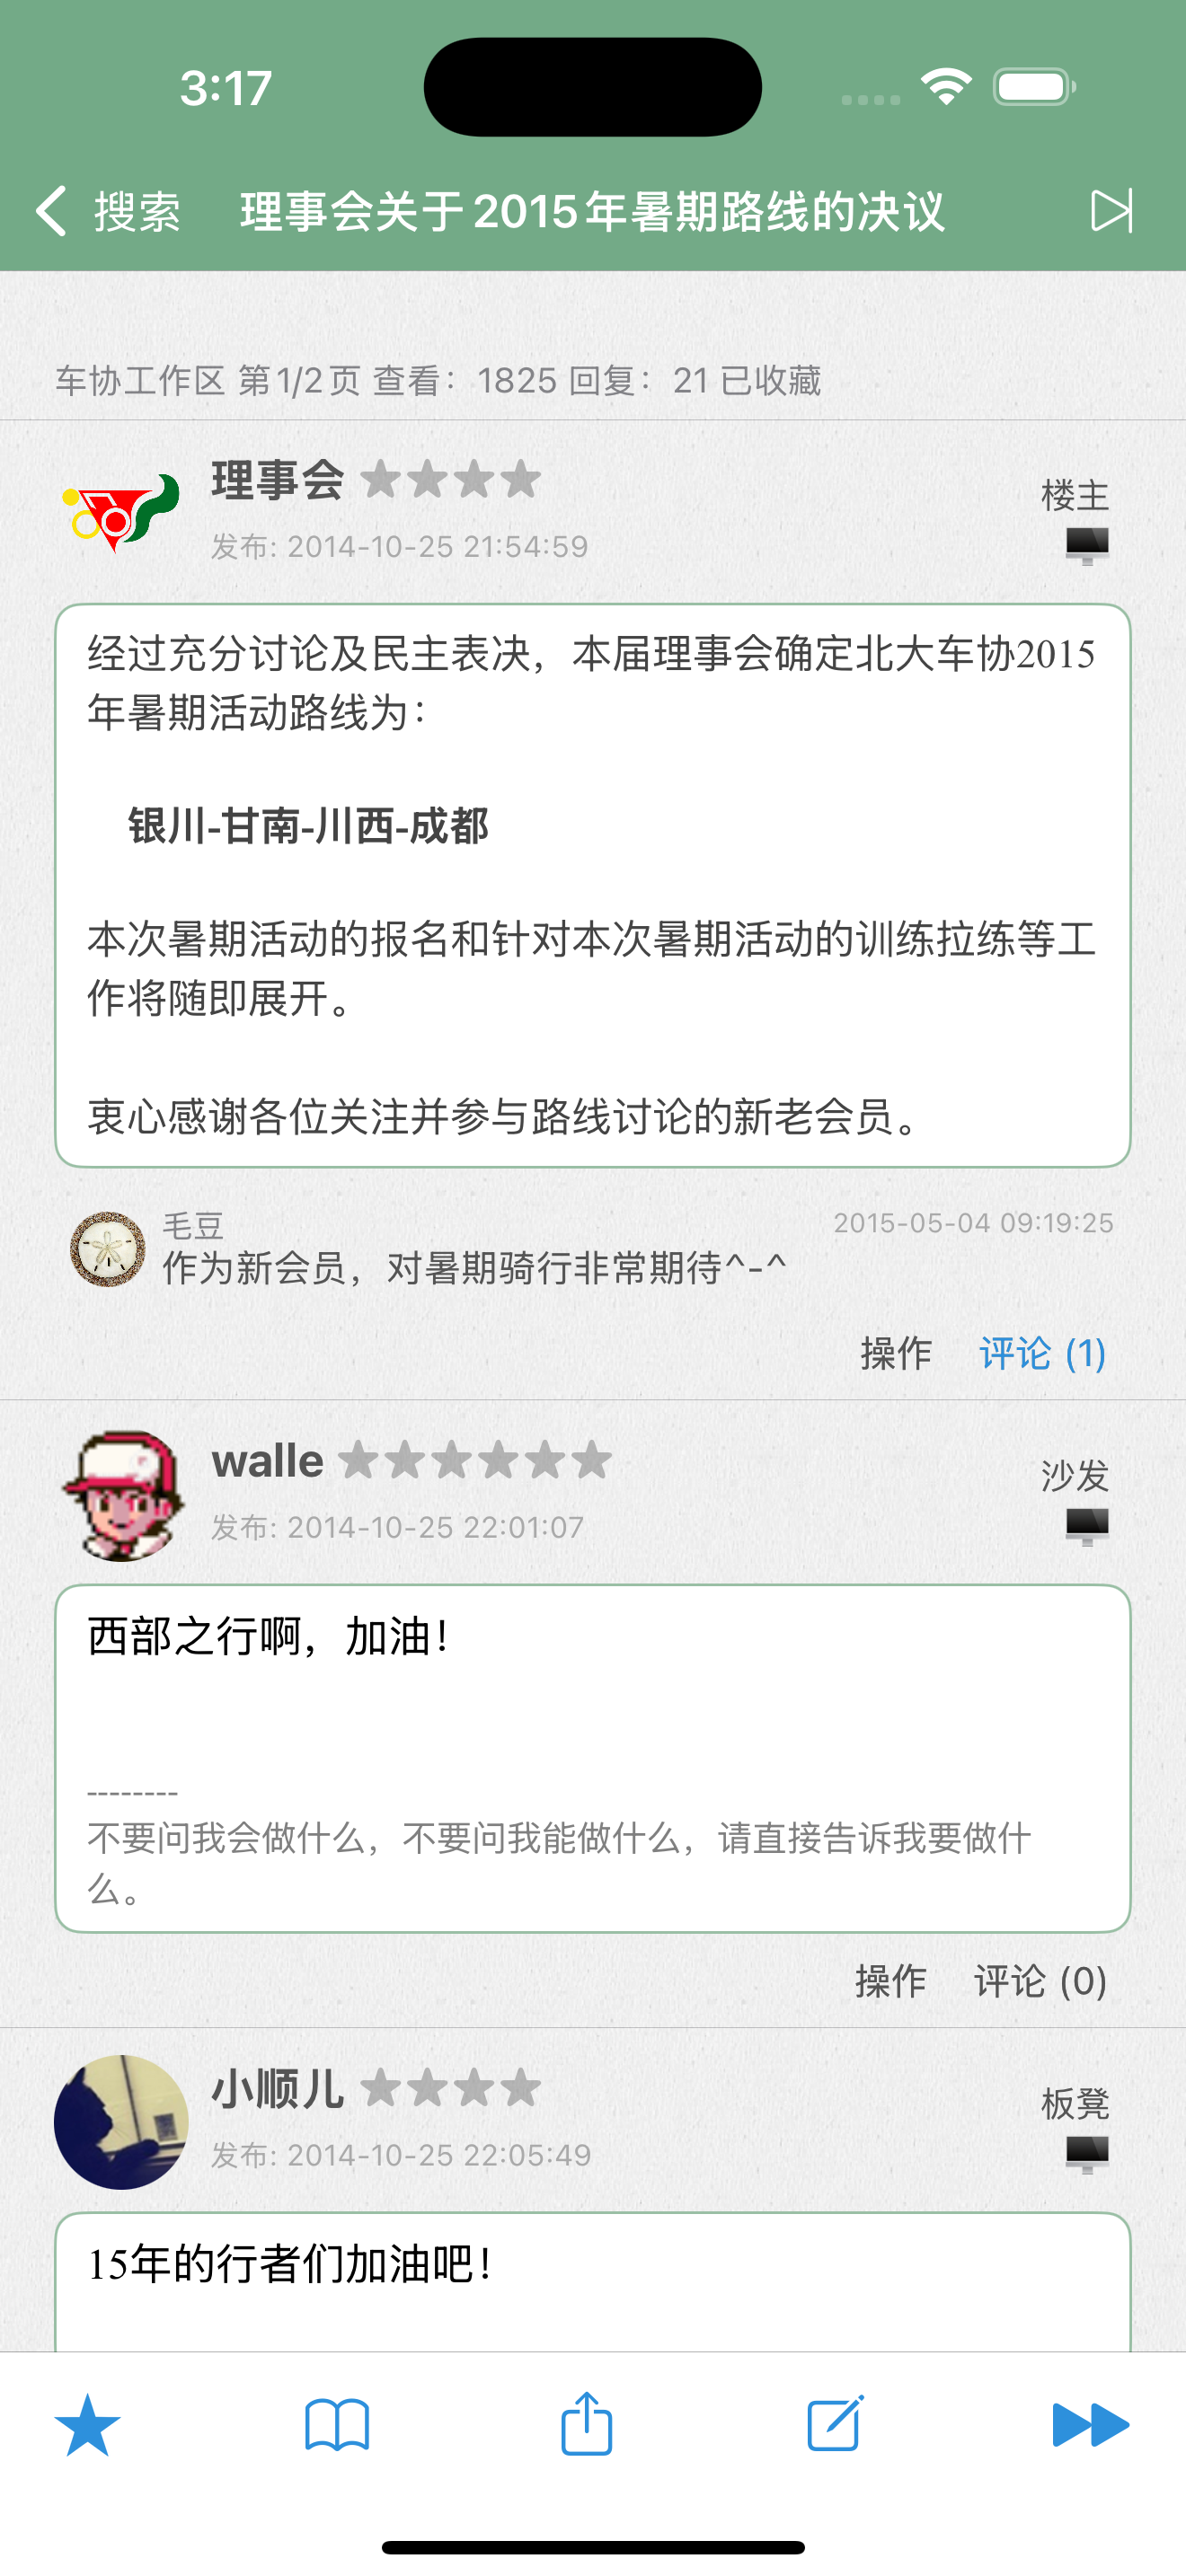 3:17
搜索 理事会关于2015年暑期路线的决议
车协工作区 第1/2页 查看：1825 回复：21 已收藏
理事会
楼主
发布: 2014-10-25 21:54:59
经过充分讨论及民主表决，本届理事会确定北大车协2015
年暑期活动路线为：
银川-甘南-川西-成都
本次暑期活动的报名和针对本次暑期活动的训练拉练等工
作将随即展开。
衷心感谢各位关注并参与路线讨论的新老会员。
毛豆 2015-05-04 09:19:25
作为新会员，对暑期骑行非常期待^-^
操作 评论 (1)
walle
沙发
发布: 2014-10-25 22:01:07
西部之行啊，加油！
--------
不要问我会做什么，不要问我能做什么，请直接告诉我要做什
么。
操作 评论 (0)
小顺儿
板凳
发布: 2014-10-25 22:05:49
15年的行者们加油吧！